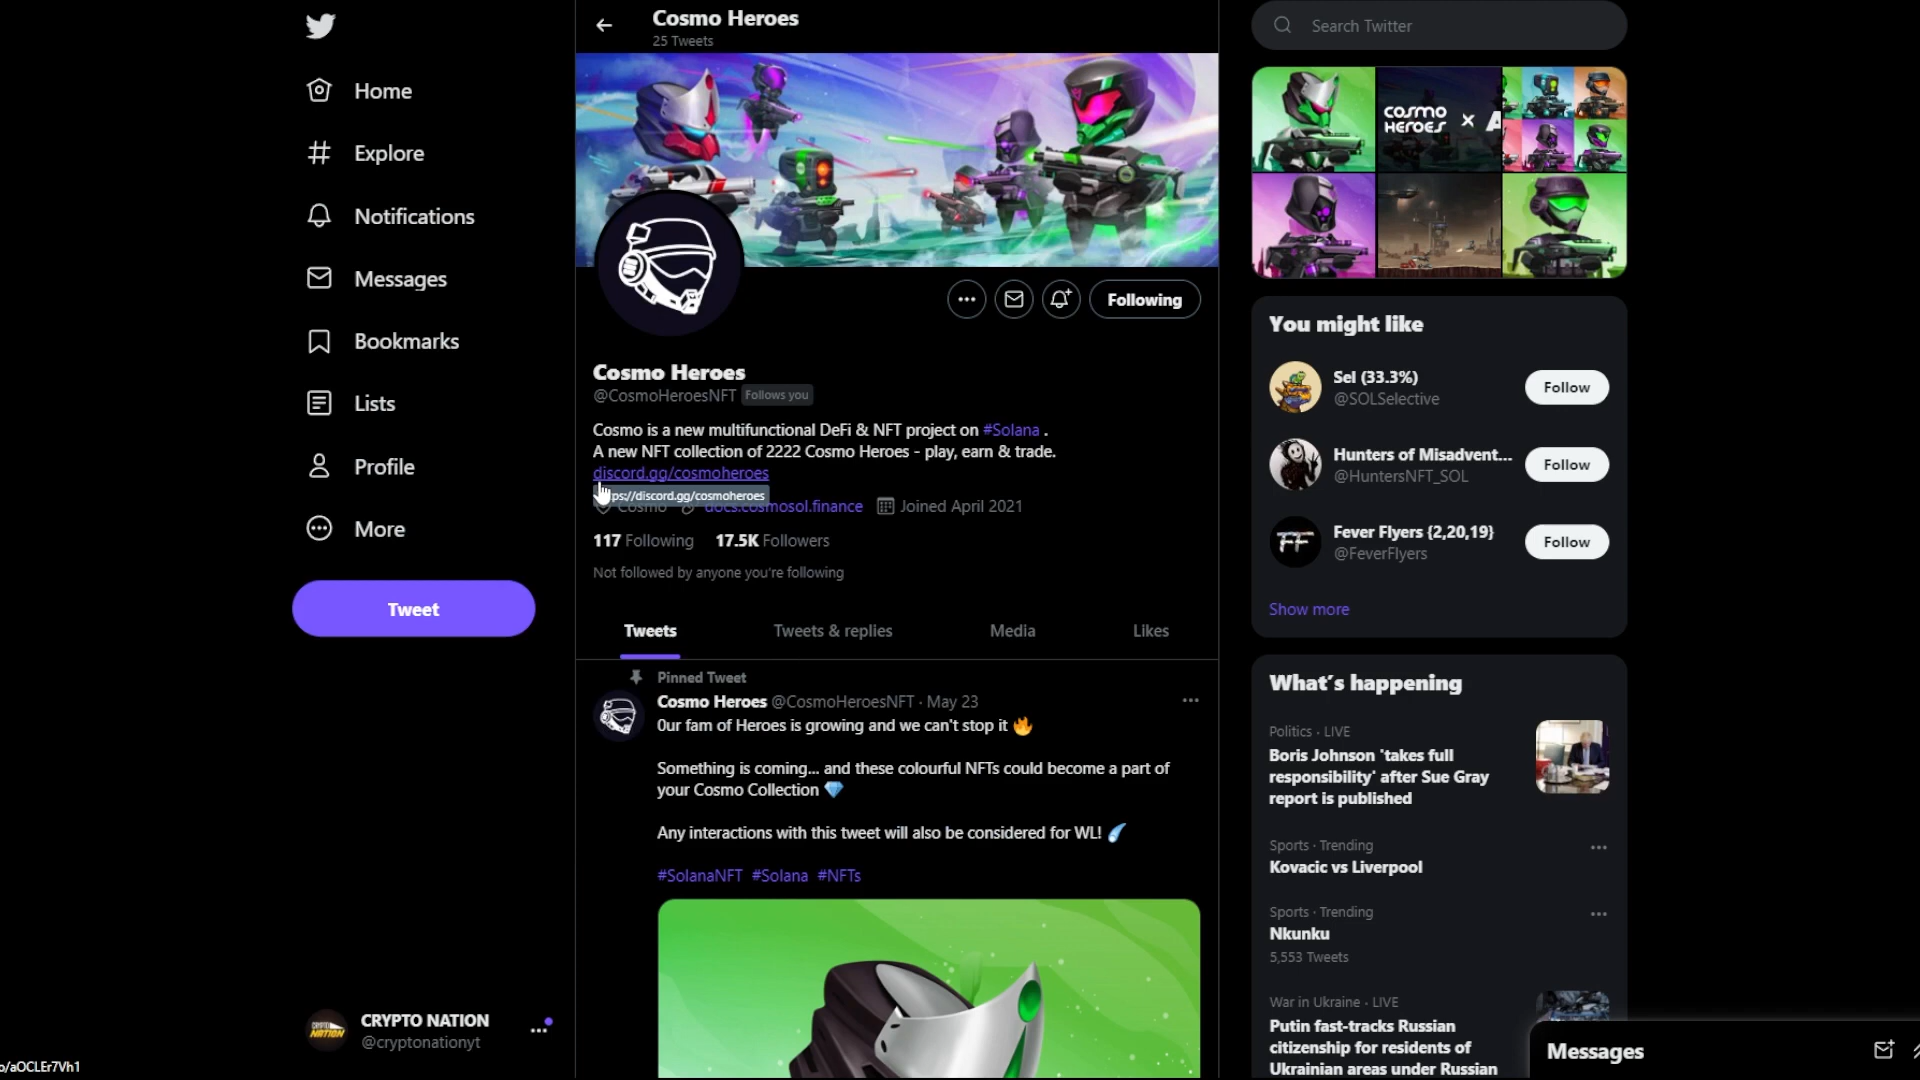 Home
Explore
Notifications
Messages
Bookmarks
Lists
Profile
More
Tweet
CRYPTO NATION
@cryptonationyt
o/aOCLEr7Vh1
Cosmo Heroes
25 Tweets
Following
Cosmo Heroes
@CosmoHeroesNFT Follows you
Cosmo is a new multifunctional DeFi & NFT project on #Solana .
A new NFT collection of 2222 Cosmo Heroes - play, earn & trade.
discord.gg/cosmoheroes
ps://discord.gg/cosmoheroes
Cosmo docs.cosmosol.finance Joined April 2021
117 Following 17.5K Followers
Not followed by anyone you're following
Tweets Tweets & replies Media Likes
Pinned Tweet
Cosmo Heroes @CosmoHeroesNFT · May 23
0ur fam of Heroes is growing and we can't stop it 🔥
Something is coming... and these colourful NFTs could become a part of
your Cosmo Collection 💎
Any interactions with this tweet will also be considered for WL! ☄️
#SolanaNFT #Solana #NFTs
Search Twitter
COSMO
HEROES X A
You might like
Sel (33.3%)
@SOLSelective
Follow
Hunters of Misadvent...
@HuntersNFT_SOL
Follow
FF
Fever Flyers {2,20,19}
@FeverFlyers
Follow
Show more
What's happening
Politics · LIVE
Boris Johnson 'takes full
responsibility' after Sue Gray
report is published
Sports · Trending
Kovacic vs Liverpool
Sports · Trending
Nkunku
5,553 Tweets
War in Ukraine · LIVE
Putin fast-tracks Russian
citizenship for residents of
Ukrainian areas under Russian
Messages